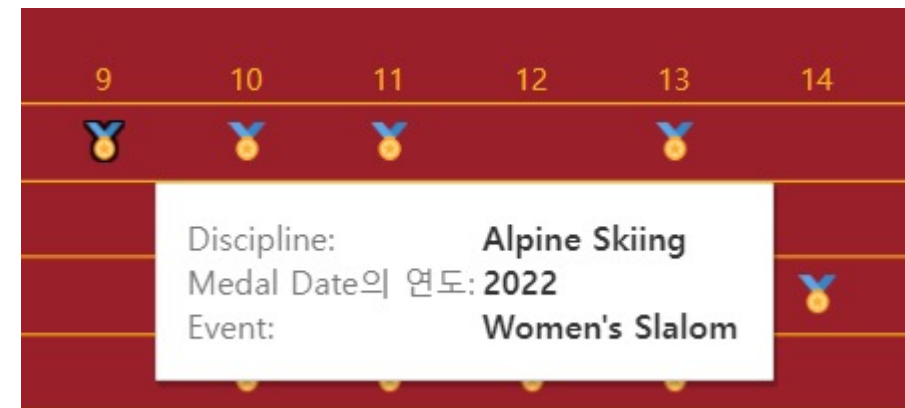 9 10 11 12 13 14
Discipline: Alpine Skiing
Medal Date의 연도: 2022
Event: Women's Slalom